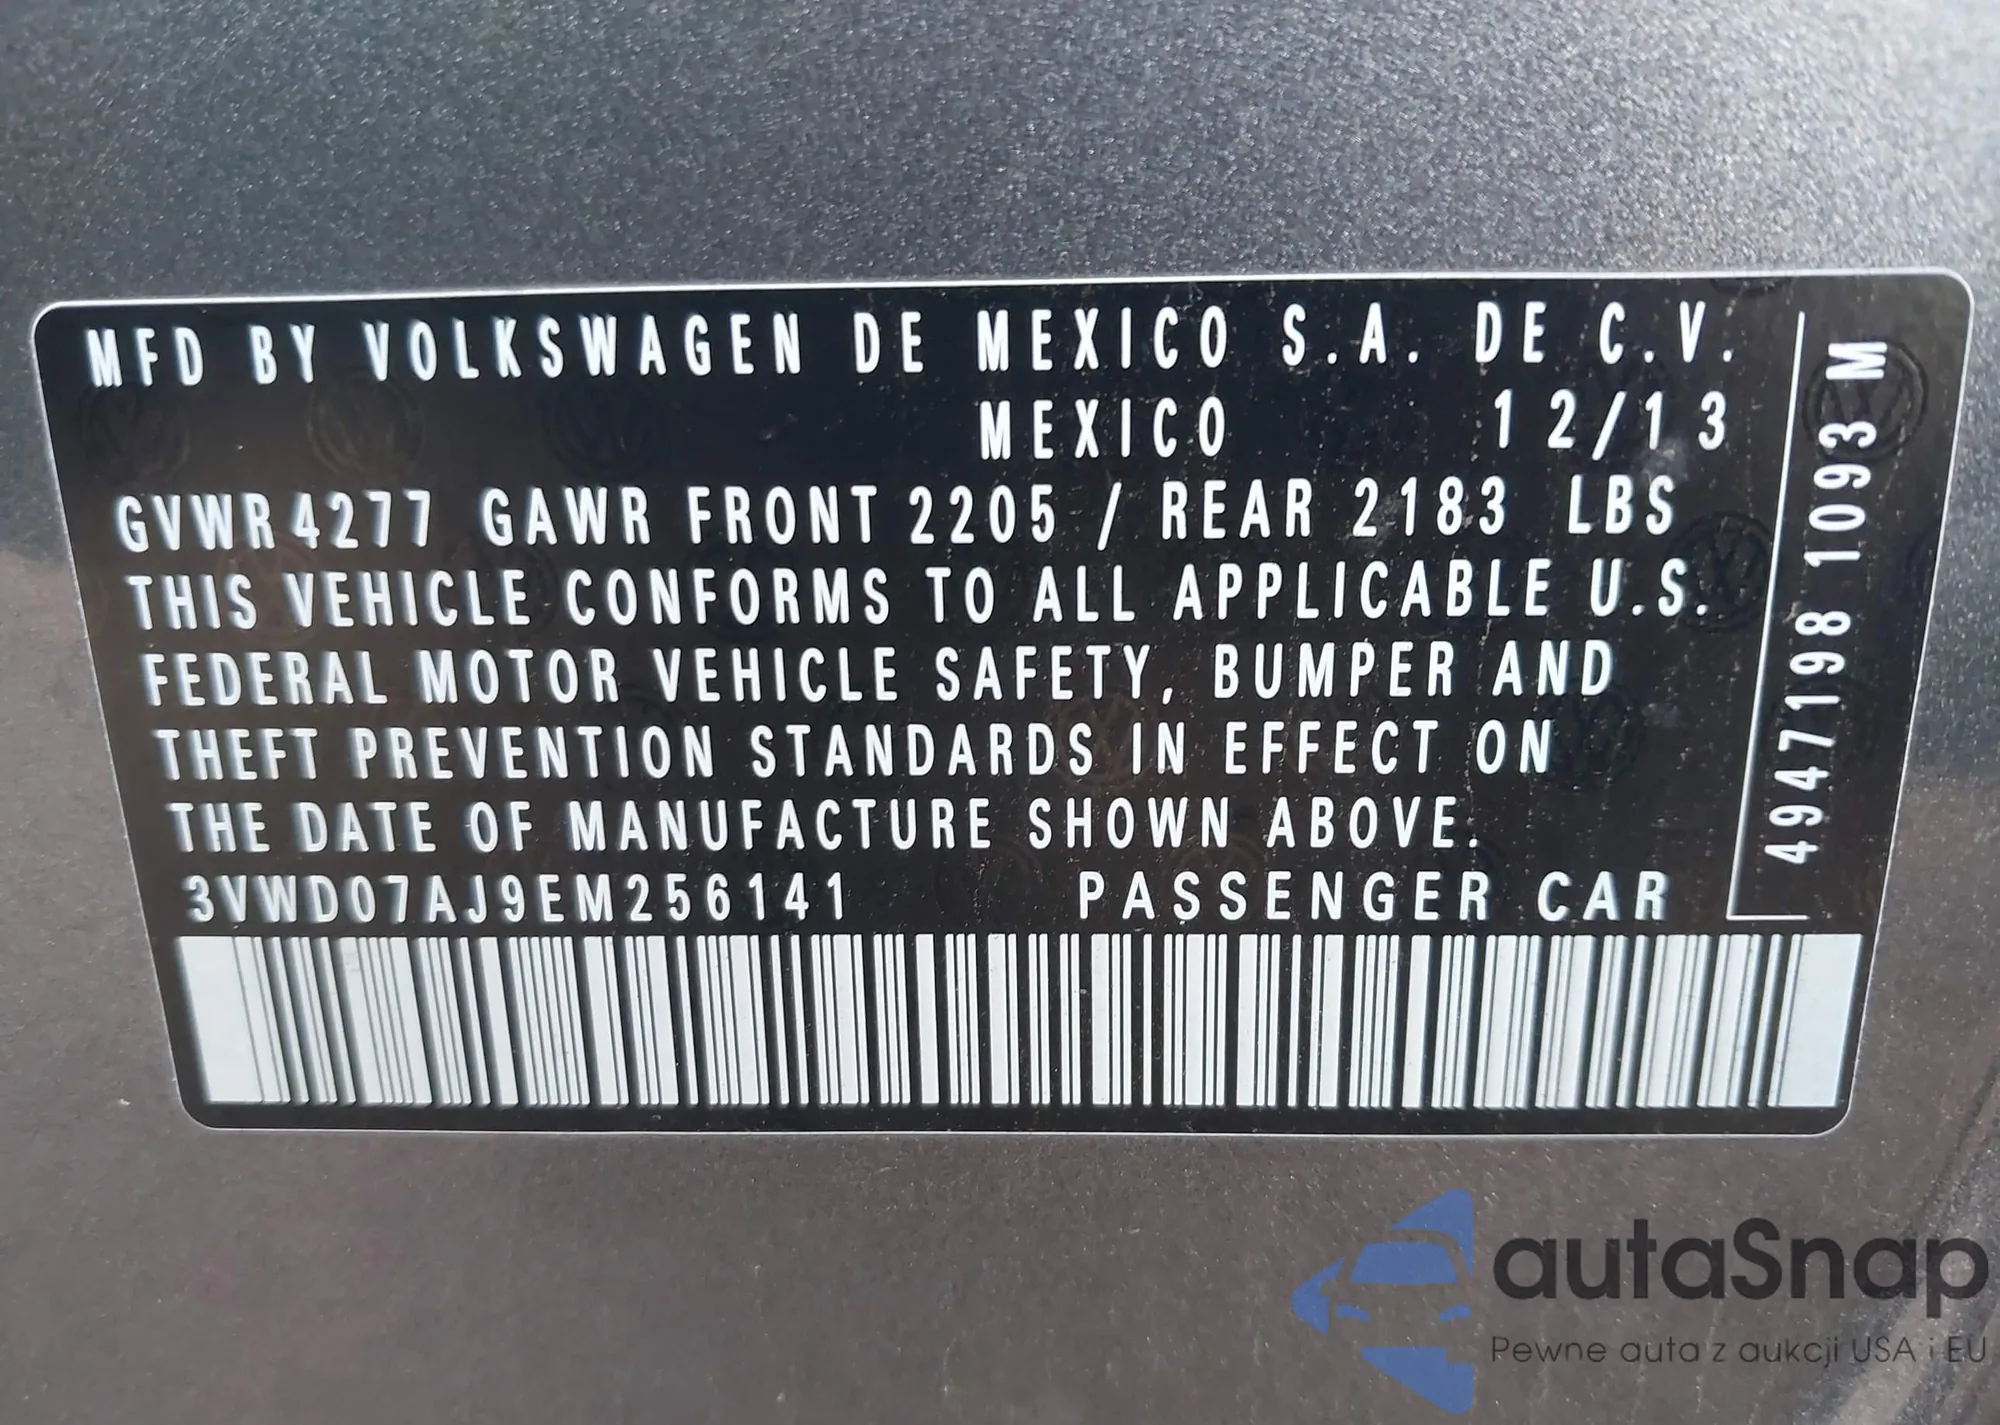 MFD BY VOLKSWAGEN DE MEXICO S.A. DE C.V.
MEXICO 12/13
GVWR 4277 GAWR FRONT 2205 / REAR 2183 LBS
THIS VEHICLE CONFORMS TO ALL APPLICABLE U.S.
FEDERAL MOTOR VEHICLE SAFETY, BUMPER AND
THEFT PREVENTION STANDARDS IN EFFECT ON
THE DATE OF MANUFACTURE SHOWN ABOVE.
3VWD07AJ9EM256141 PASSENGER CAR
4947198 1093 M
autaSnap
Pewne auta z aukcji USA i EU